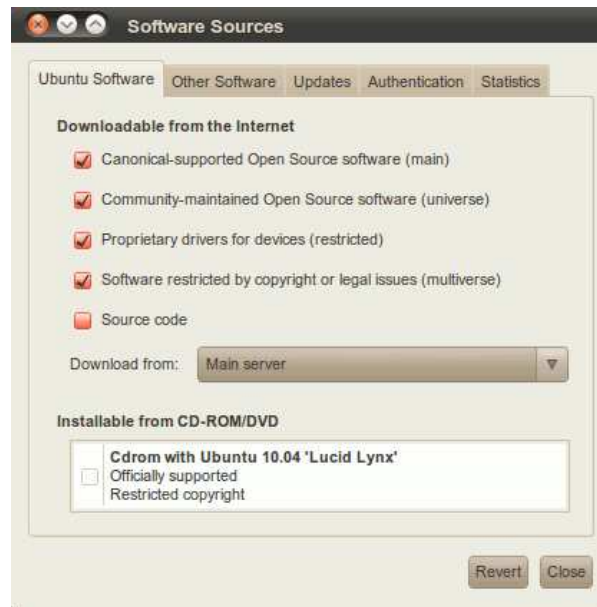 Software Sources
Ubuntu Software Other Software Updates Authentication Statistics
Downloadable from the Internet
Canonical-supported Open Source software (main)
Community-maintained Open Source software (universe)
Proprietary drivers for devices (restricted)
Software restricted by copyright or legal issues (multiverse)
Source code
Download from: Main server
Installable from CD-ROM/DVD
Cdrom with Ubuntu 10.04 'Lucid Lynx'
Officially supported
Restricted copyright
Revert Close